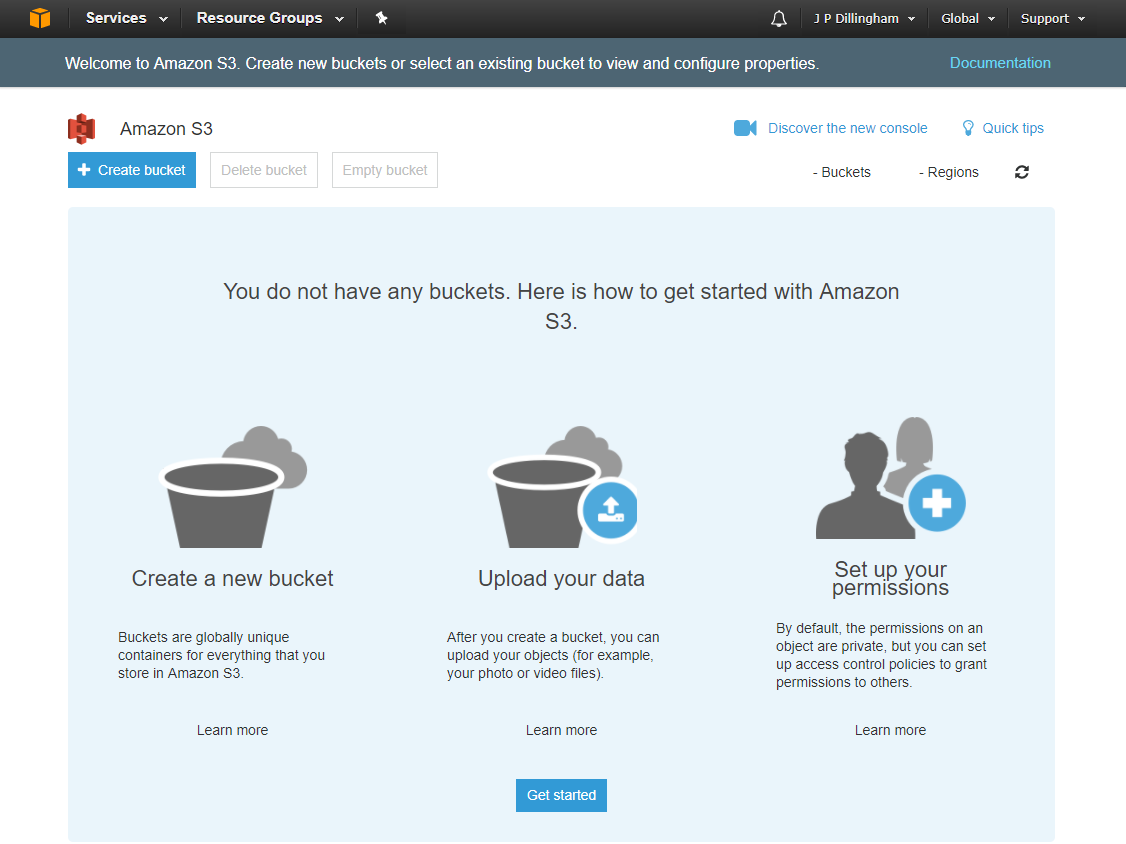 Services Resource Groups J P Dillingham Global Support
Welcome to Amazon S3. Create new buckets or select an existing bucket to view and configure properties. Documentation
Amazon S3 Discover the new console Quick tips
Create bucket Delete bucket Empty bucket - Buckets - Regions
You do not have any buckets. Here is how to get started with Amazon
S3.
Create a new bucket
Buckets are globally unique
containers for everything that you
store in Amazon S3.
Learn more
Upload your data
After you create a bucket, you can
upload your objects (for example,
your photo or video files).
Learn more
Set up your
permissions
By default, the permissions on an
object are private, but you can set
up access control policies to grant
permissions to others.
Learn more
Get started